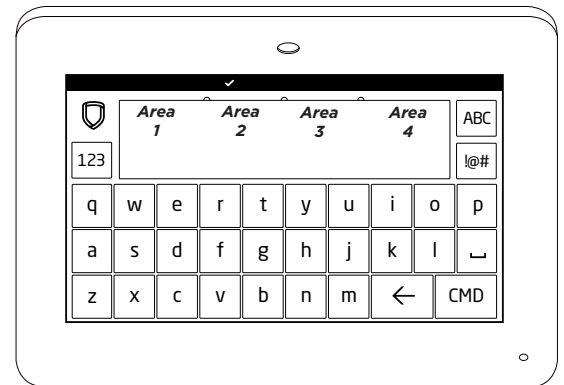 Area Area Area Area ABC
1 2 3 4
123 !@#
q w e r t y u i o p
a s d f g h j k l
z x c v b n m ← CMD